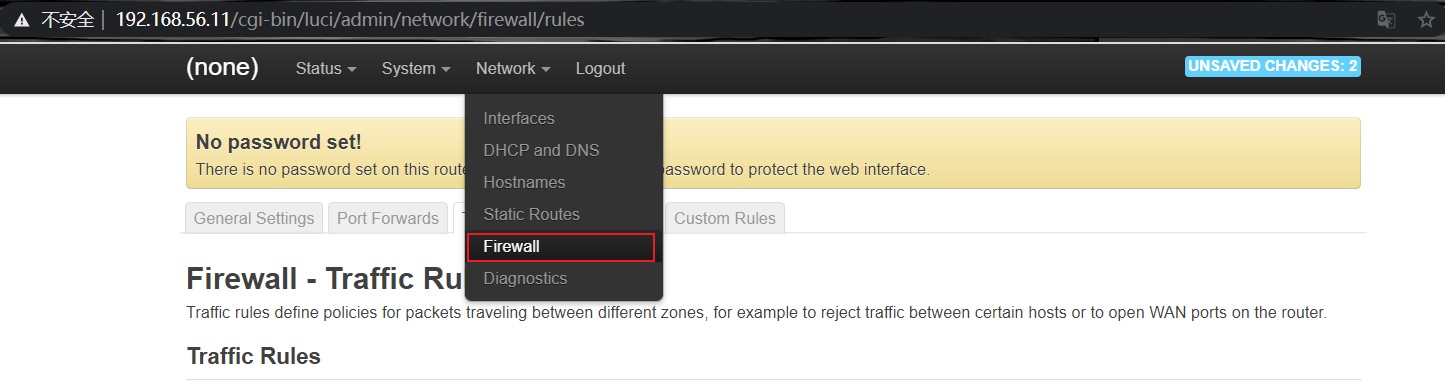 不安全 | 192.168.56.11/cgi-bin/luci/admin/network/firewall/rules
(none) Status System Network Logout UNSAVED CHANGES: 2
Interfaces
DHCP and DNS
Hostnames
Static Routes
Firewall
Diagnostics
No password set!
There is no password set on this route password to protect the web interface.
General Settings Port Forwards Custom Rules
Firewall - Traffic Ru
Traffic rules define policies for packets traveling between different zones, for example to reject traffic between certain hosts or to open WAN ports on the router.
Traffic Rules